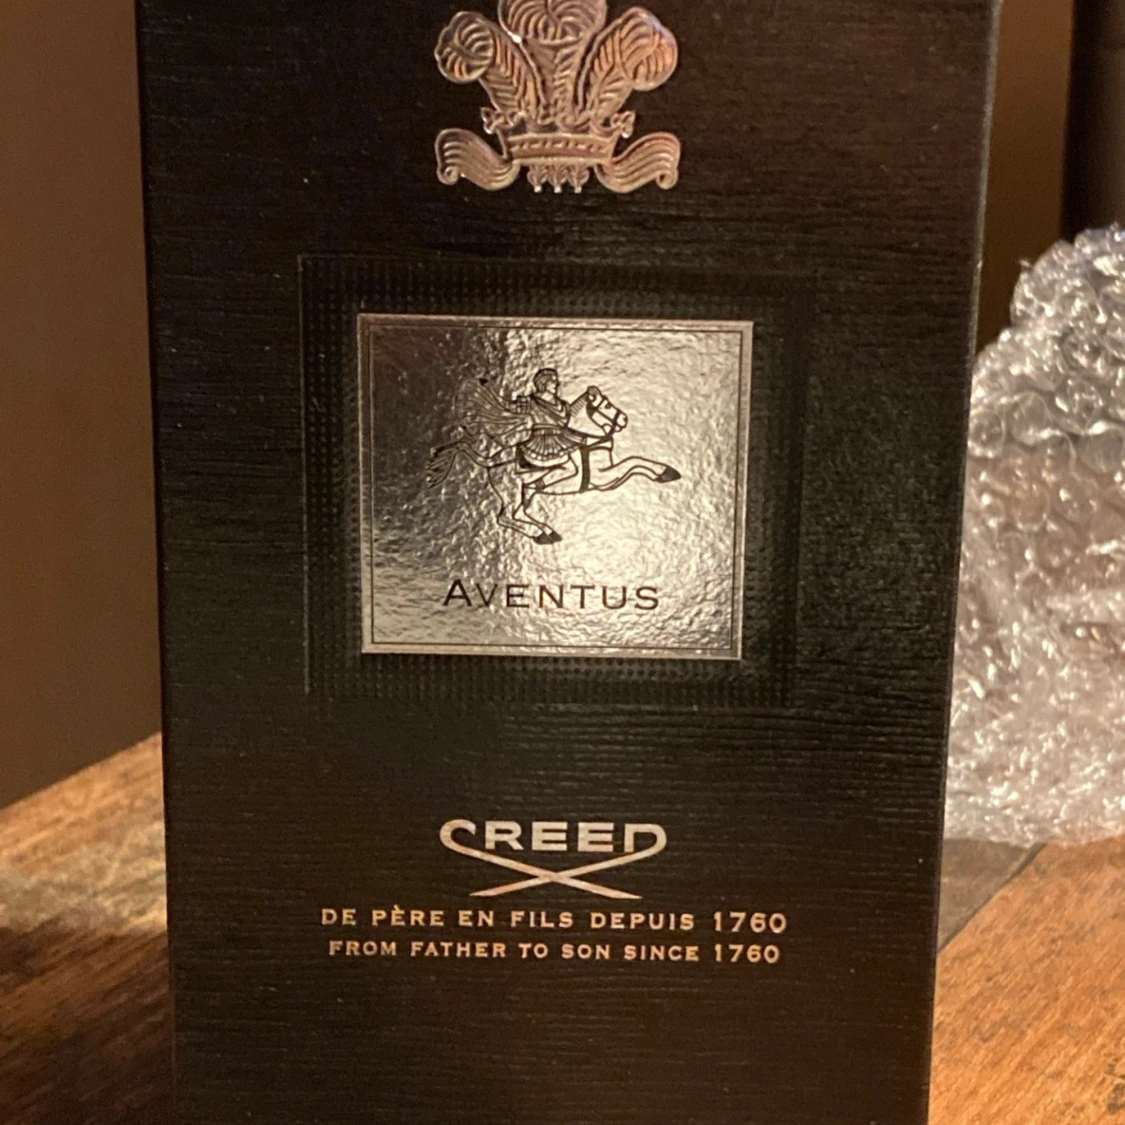 AVENTUS
CREED
DE PÈRE EN FILS DEPUIS 1760
FROM FATHER TO SON SINCE 1760